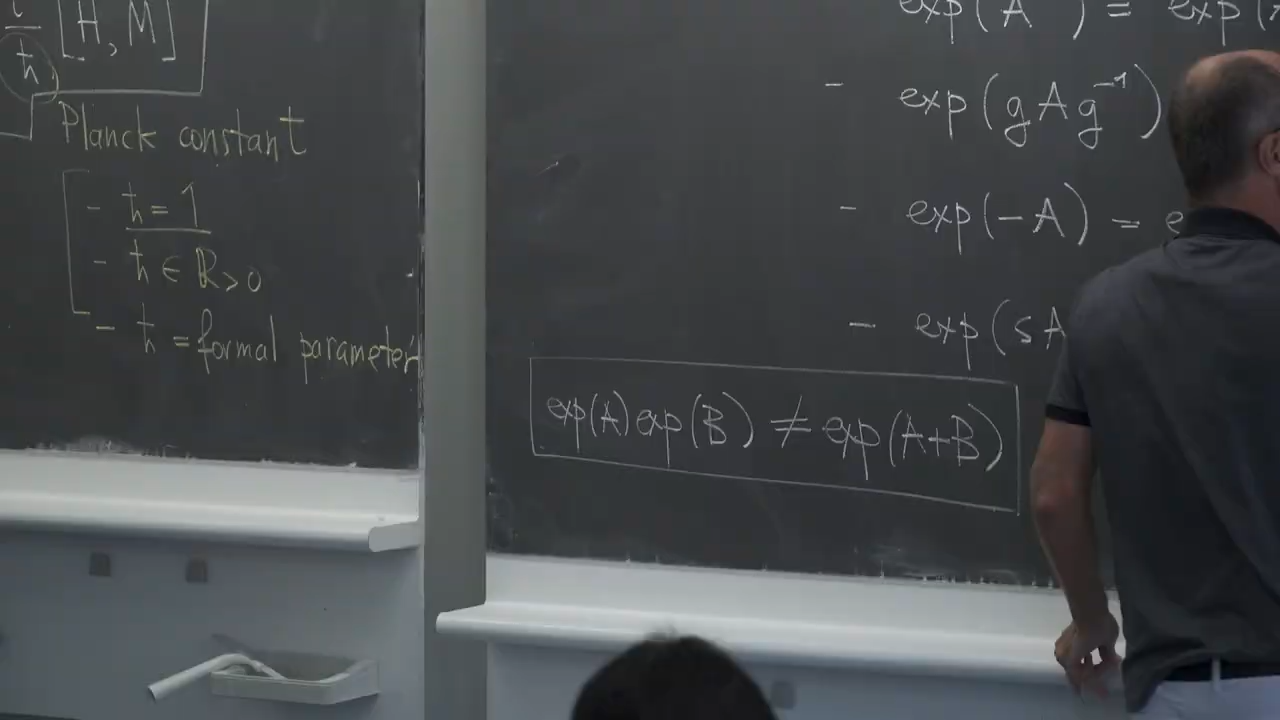 i/ħ [H, M]
Planck constant
- ħ = 1
- ħ ∈ ℝ>0
- ħ = formal parameter
exp(A ) = exp(
- exp(gAg⁻¹)
- exp(-A) = e
- exp(sA
exp(A) exp(B) ≠ exp(A+B)